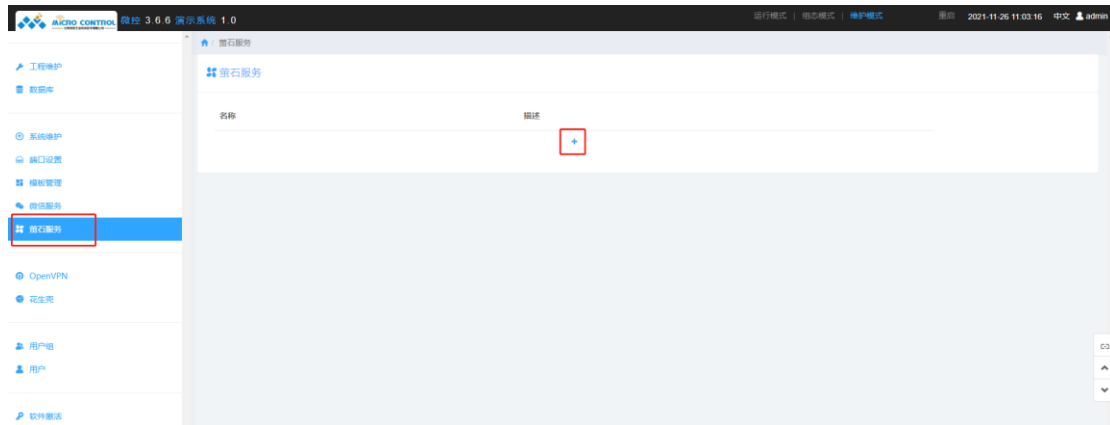 MICRO CONTROL 微控 3.6.6 演示系统 1.0
运行模式 | 组态模式 | 维护模式 重启 2021-11-26 11:03:16 中文 admin
/ 萤石服务
工程维护
数据库
系统维护
端口设置
模板管理
微信服务
萤石服务
OpenVPN
花生壳
用户组
用户
软件激活
萤石服务
名称 描述
+